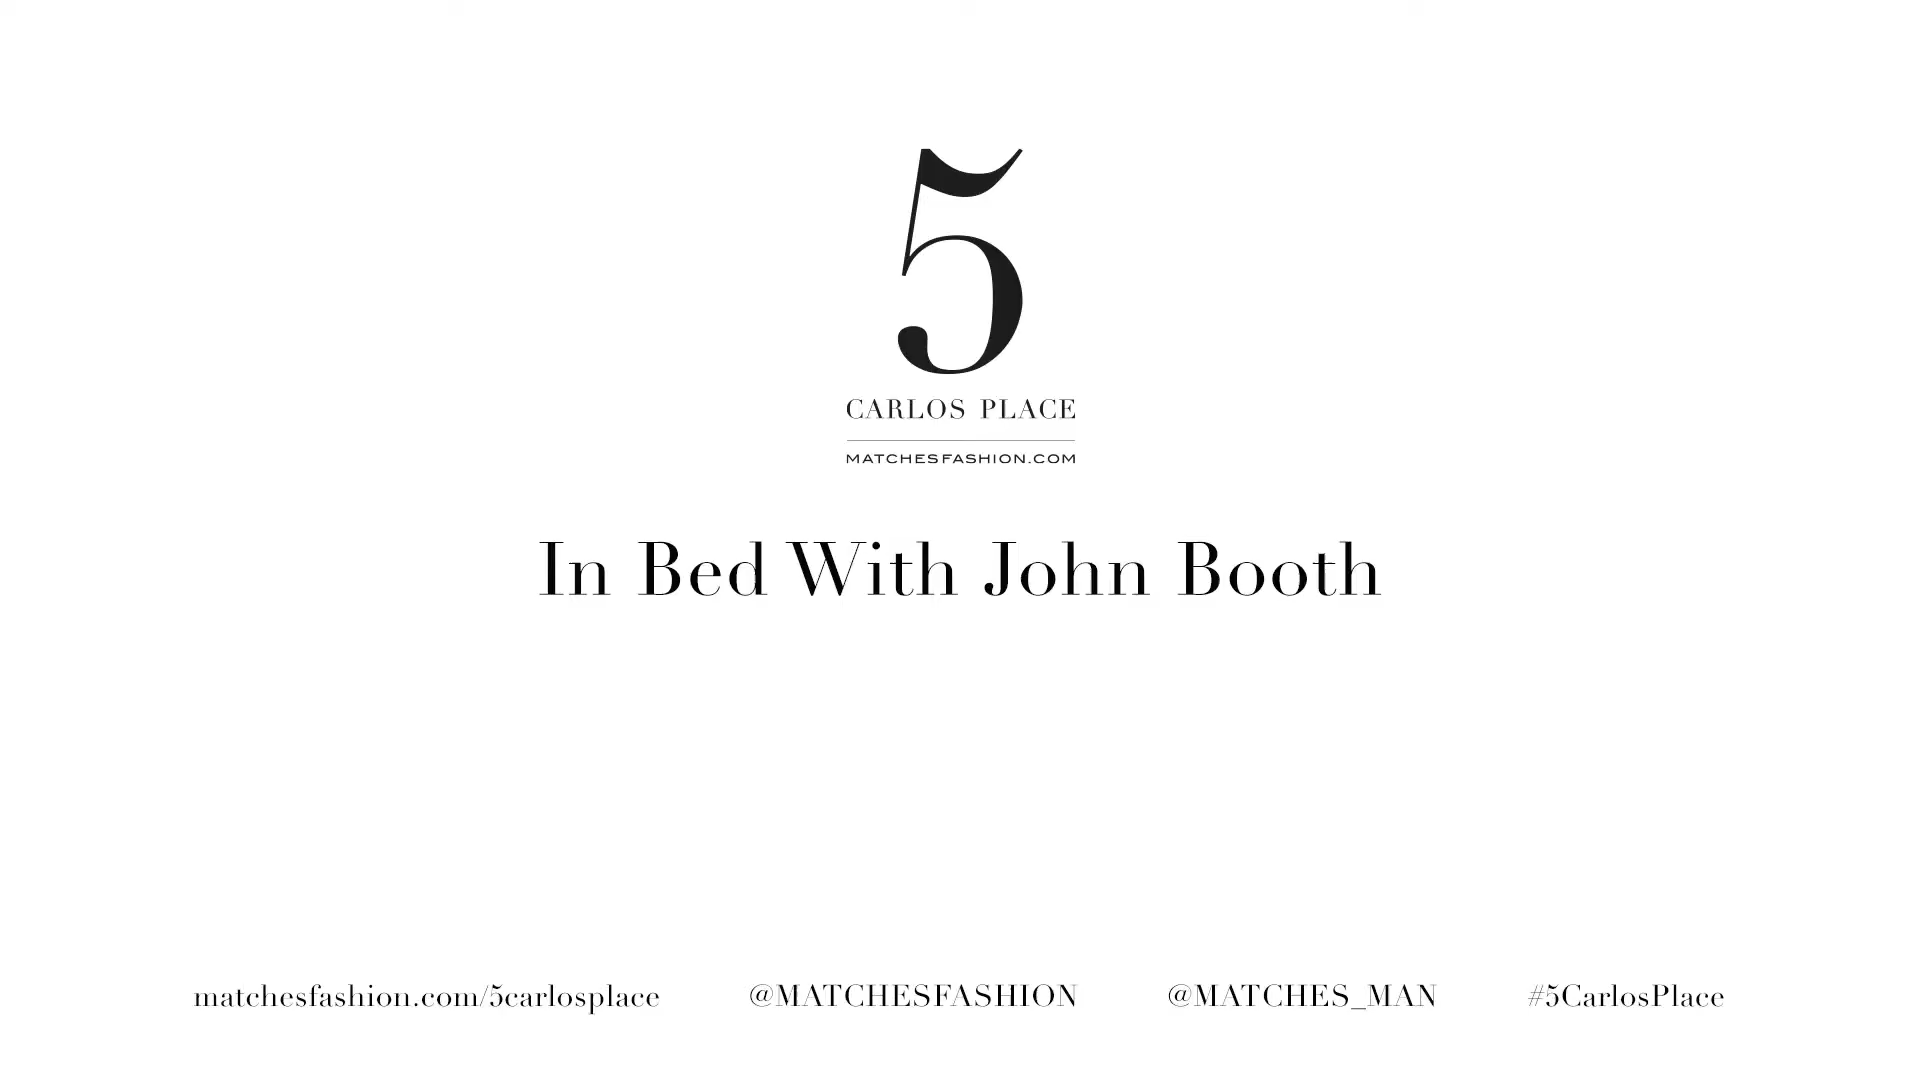 5
CARLOS PLACE
MATCHESFASHION.COM
In Bed With John Booth
matchesfashion.com/5carlosplace @MATCHESFASHION @MATCHES_MAN #5CarlosPlace